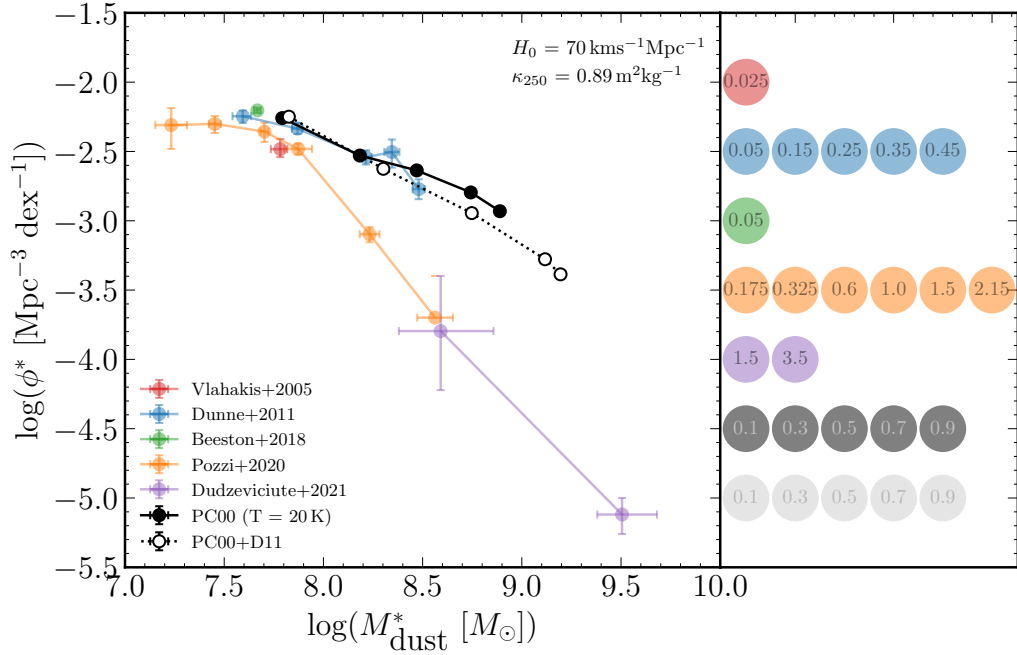 H₀ = 70 kms⁻¹Mpc⁻¹
κ₂₅₀ = 0.89 m²kg⁻¹
log(ϕ* [Mpc⁻³ dex⁻¹])
−1.5
−2.0
−2.5
−3.0
−3.5
−4.0
−4.5
−5.0
−5.5
Vlahakis+2005
Dunne+2011
Beeston+2018
Pozzi+2020
Dudzeviciute+2021
PC00 (T = 20 K)
PC00+D11
7.0 7.5 8.0 8.5 9.0 9.5 10.0
log(M*dust [M⊙])
0.025
0.05 0.15 0.25 0.35 0.45
0.05
0.175 0.325 0.6 1.0 1.5 2.15
1.5 3.5
0.1 0.3 0.5 0.7 0.9
0.1 0.3 0.5 0.7 0.9